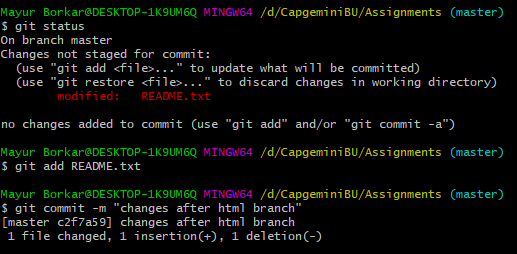 Mayur Borkar@DESKTOP-1K9UM6Q MINGW64 /d/CapgeminiBU/Assignments (master)
$ git status
On branch master
Changes not staged for commit:
  (use "git add <file>..." to update what will be committed)
  (use "git restore <file>..." to discard changes in working directory)
        modified:   README.txt

no changes added to commit (use "git add" and/or "git commit -a")

Mayur Borkar@DESKTOP-1K9UM6Q MINGW64 /d/CapgeminiBU/Assignments (master)
$ git add README.txt

Mayur Borkar@DESKTOP-1K9UM6Q MINGW64 /d/CapgeminiBU/Assignments (master)
$ git commit -m "changes after html branch"
[master c2f7a59] changes after html branch
 1 file changed, 1 insertion(+), 1 deletion(-)